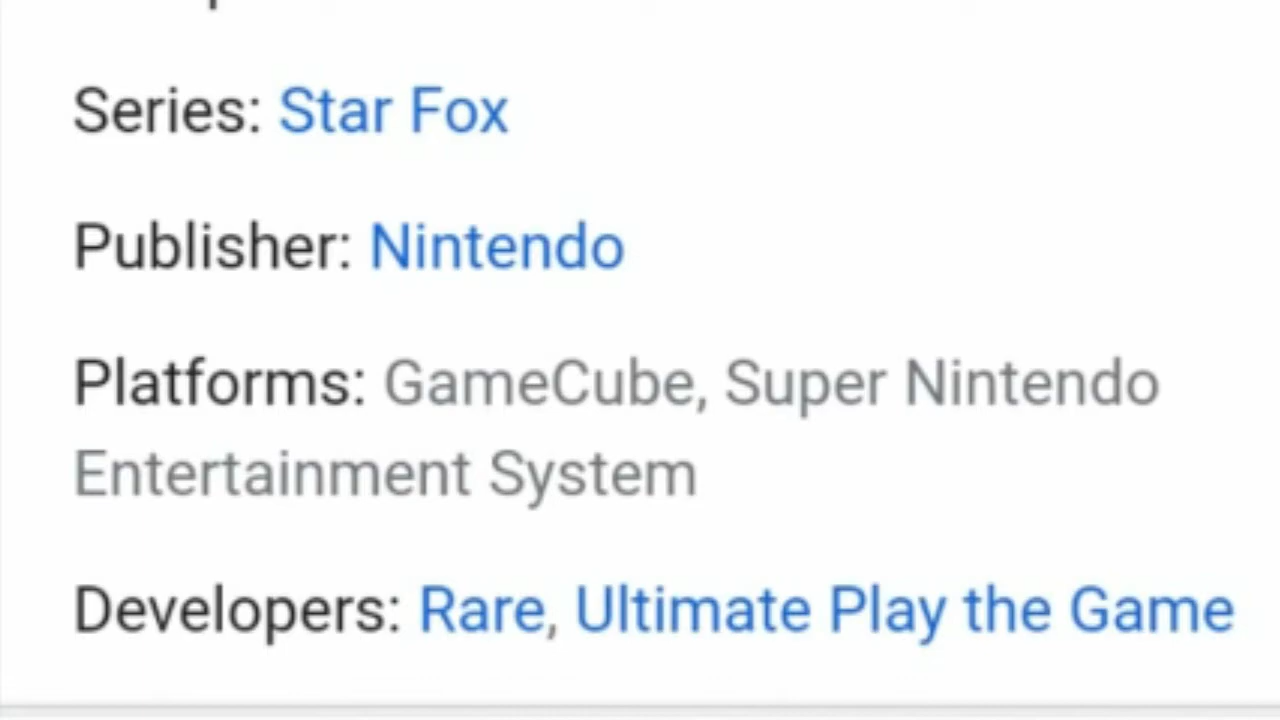 Series: Star Fox
Publisher: Nintendo
Platforms: GameCube, Super Nintendo
Entertainment System
Developers: Rare, Ultimate Play the Game